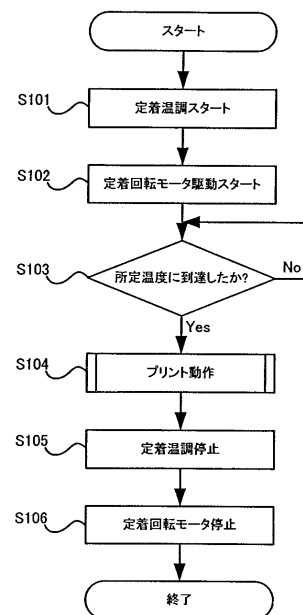 スタート
S101
定着温調スタート
S102
定着回転モータ駆動スタート
S103
所定温度に到達したか?
No
Yes
S104
プリント動作
S105
定着温調停止
S106
定着回転モータ停止
終了